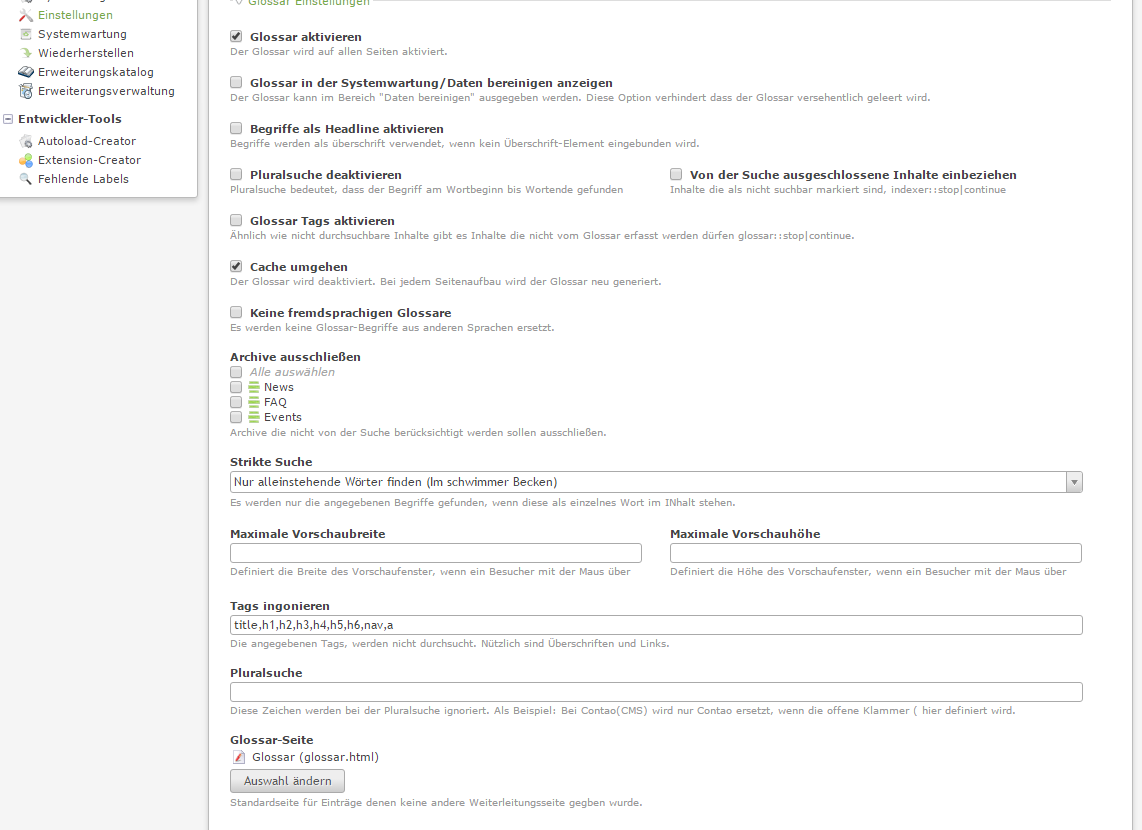 Einstellungen
Systemwartung
Wiederherstellen
Erweiterungskatalog
Erweiterungsverwaltung
Entwickler-Tools
Autoload-Creator
Extension-Creator
Fehlende Labels
Glossar Einstellungen
Glossar aktivieren
Der Glossar wird auf allen Seiten aktiviert.
Glossar in der Systemwartung/Daten bereinigen anzeigen
Der Glossar kann im Bereich "Daten bereinigen" ausgegeben werden. Diese Option verhindert dass der Glossar versehentlich geleert wird.
Begriffe als Headline aktivieren
Begriffe werden als überschrift verwendet, wenn kein Überschrift-Element eingebunden wird.
Pluralsuche deaktivieren
Pluralsuche bedeutet, dass der Begriff am Wortbeginn bis Wortende gefunden
Von der Suche ausgeschlossene Inhalte einbeziehen
Inhalte die als nicht suchbar markiert sind, indexer::stop|continue
Glossar Tags aktivieren
Ähnlich wie nicht durchsuchbare Inhalte gibt es Inhalte die nicht vom Glossar erfasst werden dürfen glossar::stop|continue.
Cache umgehen
Der Glossar wird deaktiviert. Bei jedem Seitenaufbau wird der Glossar neu generiert.
Keine fremdsprachigen Glossare
Es werden keine Glossar-Begriffe aus anderen Sprachen ersetzt.
Archive ausschließen
Alle auswählen
News
FAQ
Events
Archive die nicht von der Suche berücksichtigt werden sollen ausschließen.
Strikte Suche
Nur alleinstehende Wörter finden (Im schwimmer Becken)
Es werden nur die angegebenen Begriffe gefunden, wenn diese als einzelnes Wort im INhalt stehen.
Maximale Vorschaubreite
Definiert die Breite des Vorschaufenster, wenn ein Besucher mit der Maus über
Maximale Vorschauhöhe
Definiert die Höhe des Vorschaufenster, wenn ein Besucher mit der Maus über
Tags ingonieren
title,h1,h2,h3,h4,h5,h6,nav,a
Die angegebenen Tags, werden nicht durchsucht. Nützlich sind Überschriften und Links.
Pluralsuche
Diese Zeichen werden bei der Pluralsuche ignoriert. Als Beispiel: Bei Contao(CMS) wird nur Contao ersetzt, wenn die offene Klammer ( hier definiert wird.
Glossar-Seite
Glossar (glossar.html)
Auswahl ändern
Standardseite für Einträge denen keine andere Weiterleitungsseite gegben wurde.